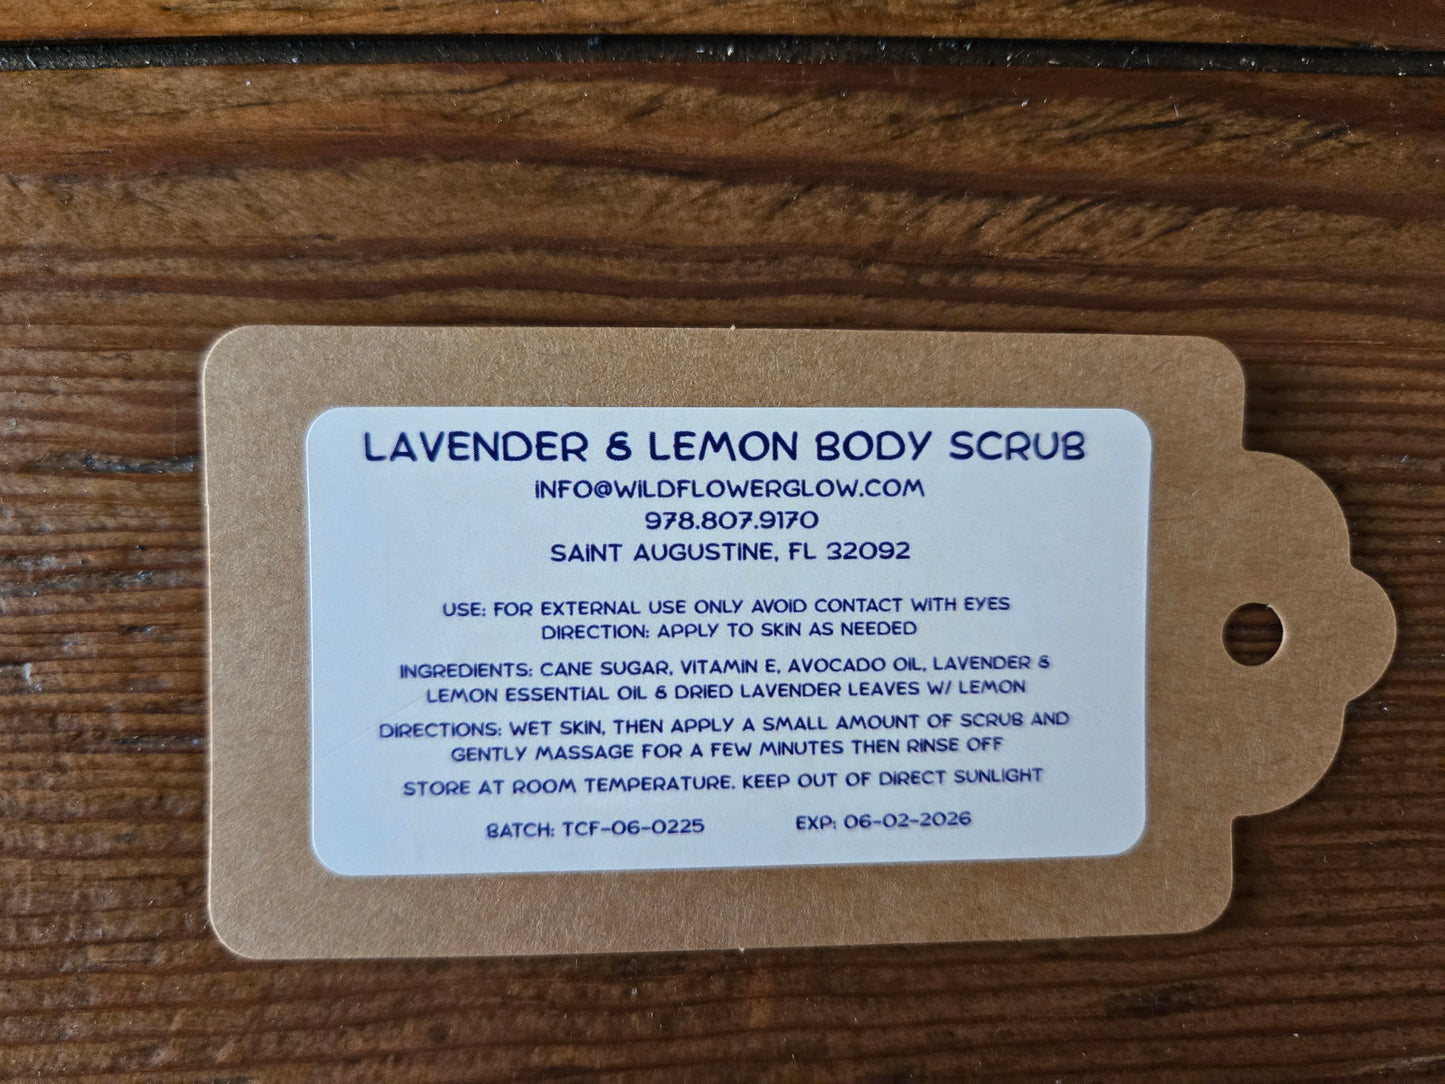 LAVENDER & LEMON BODY SCRUB
INFO@WILDFLOWERGLOW.COM
978.807.9170
SAINT AUGUSTINE, FL 32092
USE: FOR EXTERNAL USE ONLY AVOID CONTACT WITH EYES
DIRECTION: APPLY TO SKIN AS NEEDED
INGREDIENTS: CANE SUGAR, VITAMIN E, AVOCADO OIL, LAVENDER &
LEMON ESSENTIAL OIL & DRIED LAVENDER LEAVES W/ LEMON
DIRECTIONS: WET SKIN, THEN APPLY A SMALL AMOUNT OF SCRUB AND
GENTLY MASSAGE FOR A FEW MINUTES THEN RINSE OFF
STORE AT ROOM TEMPERATURE. KEEP OUT OF DIRECT SUNLIGHT
BATCH: TCF-06-0225 EXP: 06-02-2026